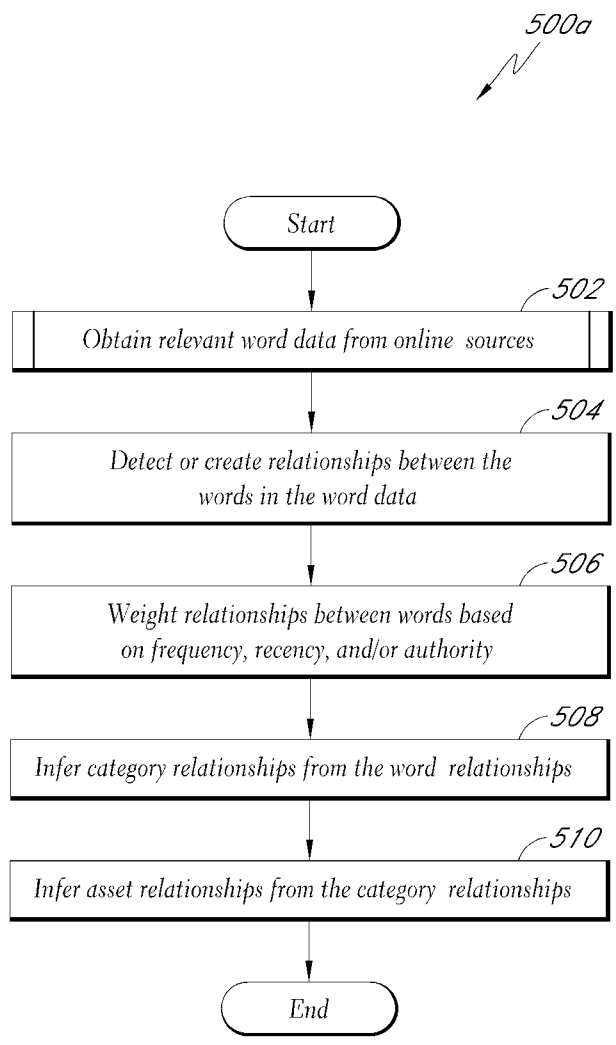 500a
Start
502
Obtain relevant word data from online sources
504
Detect or create relationships between the
words in the word data
506
Weight relationships between words based
on frequency, recency, and/or authority
508
Infer category relationships from the word relationships
510
Infer asset relationships from the category relationships
End